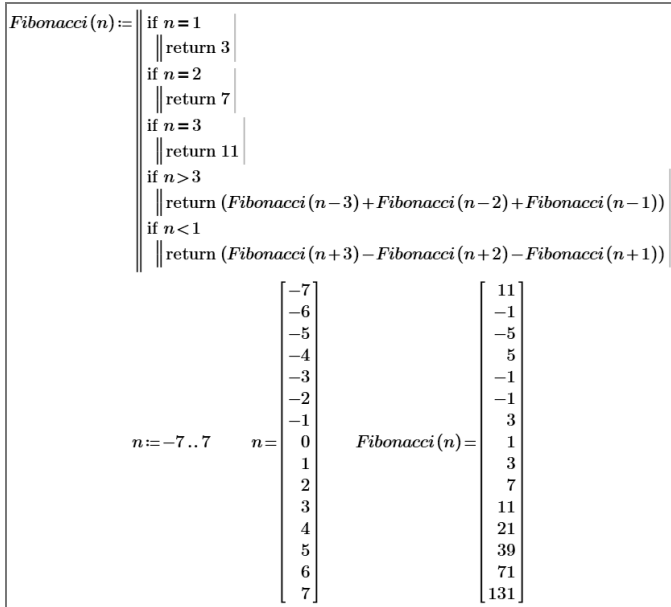 Fibonacci(n):=‖if n=1
‖return 3
if n=2
‖return 7
if n=3
‖return 11
if n>3
‖return (Fibonacci(n−3)+Fibonacci(n−2)+Fibonacci(n−1))
if n<1
‖return (Fibonacci(n+3)−Fibonacci(n+2)−Fibonacci(n+1))
n:=−7..7
n=
−7
−6
−5
−4
−3
−2
−1
0
1
2
3
4
5
6
7
Fibonacci(n)=
11
−1
−5
5
−1
−1
3
1
3
7
11
21
39
71
131